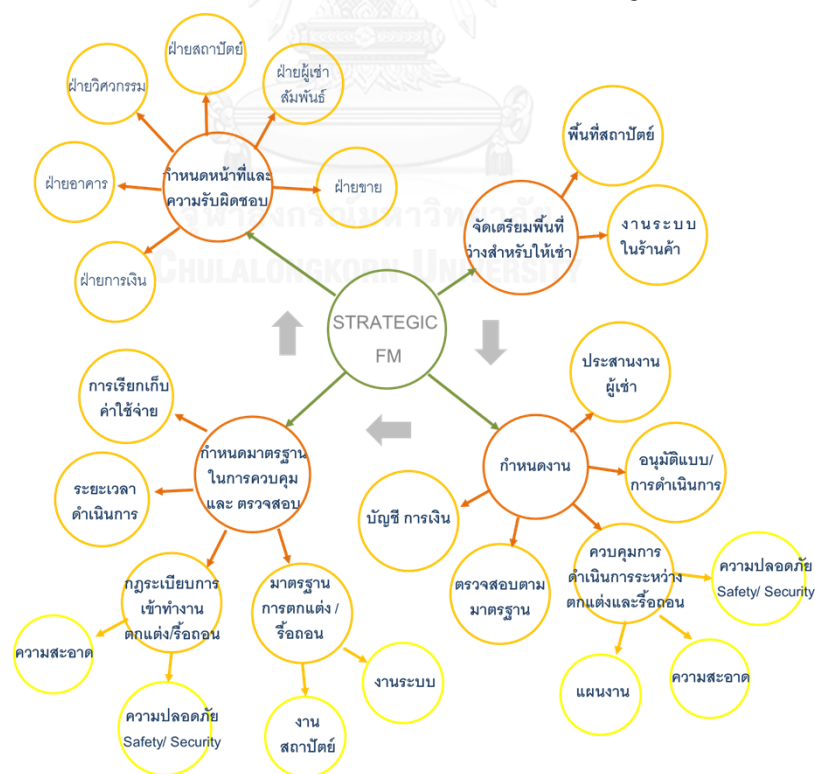 ฝ่ายสถาปัตย์
ฝ่ายวิศวกรรม
ฝ่ายผู้เช่า
สัมพันธ์
ฝ่ายอาคาร
กำหนดหน้าที่และ
ความรับผิดชอบ
ฝ่ายขาย
ฝ่ายการเงิน
พื้นที่สถาปัตย์
จัดเตรียมพื้นที่
ว่างสำหรับให้เช่า
งานระบบ
ในร้านค้า
จุฬาลงกรณ์มหาวิทยาลัย
CHULALONGKORN UNIVERSITY
STRATEGIC
FM
การเรียกเก็บ
ค่าใช้จ่าย
กำหนดมาตรฐาน
ในการควบคุม
และ ตรวจสอบ
ระยะเวลา
ดำเนินการ
กฎระเบียบการ
เข้าทำงาน
ตกแต่ง/รื้อถอน
มาตรฐาน
การตกแต่ง /
รื้อถอน
ความสะอาด
ความปลอดภัย
Safety/ Security
งาน
สถาปัตย์
งานระบบ
ประสานงาน
ผู้เช่า
กำหนดงาน
อนุมัติแบบ/
การดำเนินการ
บัญชี การเงิน
ตรวจสอบตาม
มาตรฐาน
ควบคุมการ
ดำเนินการระหว่าง
ตกแต่งและรื้อถอน
ความปลอดภัย
Safety/ Security
แผนงาน
ความสะอาด